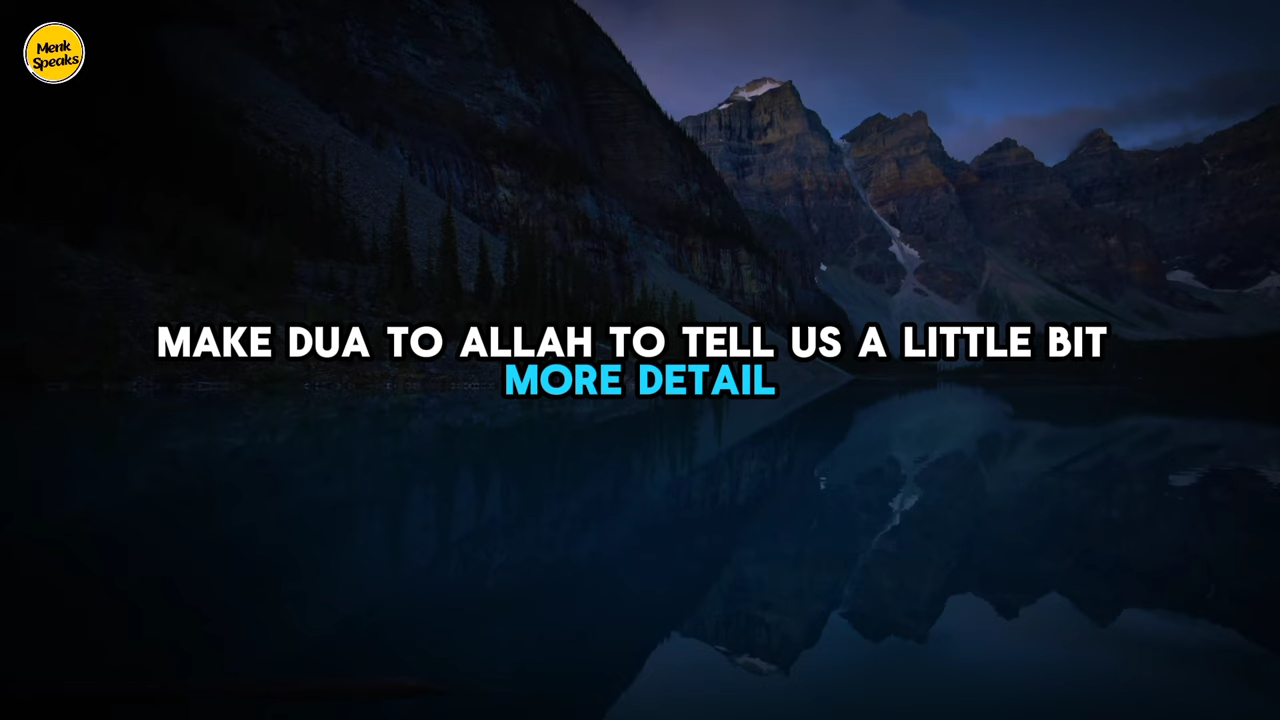 Menk
Speaks
MAKE DUA TO ALLAH TO TELL US A LITTLE BIT
MORE DETAIL